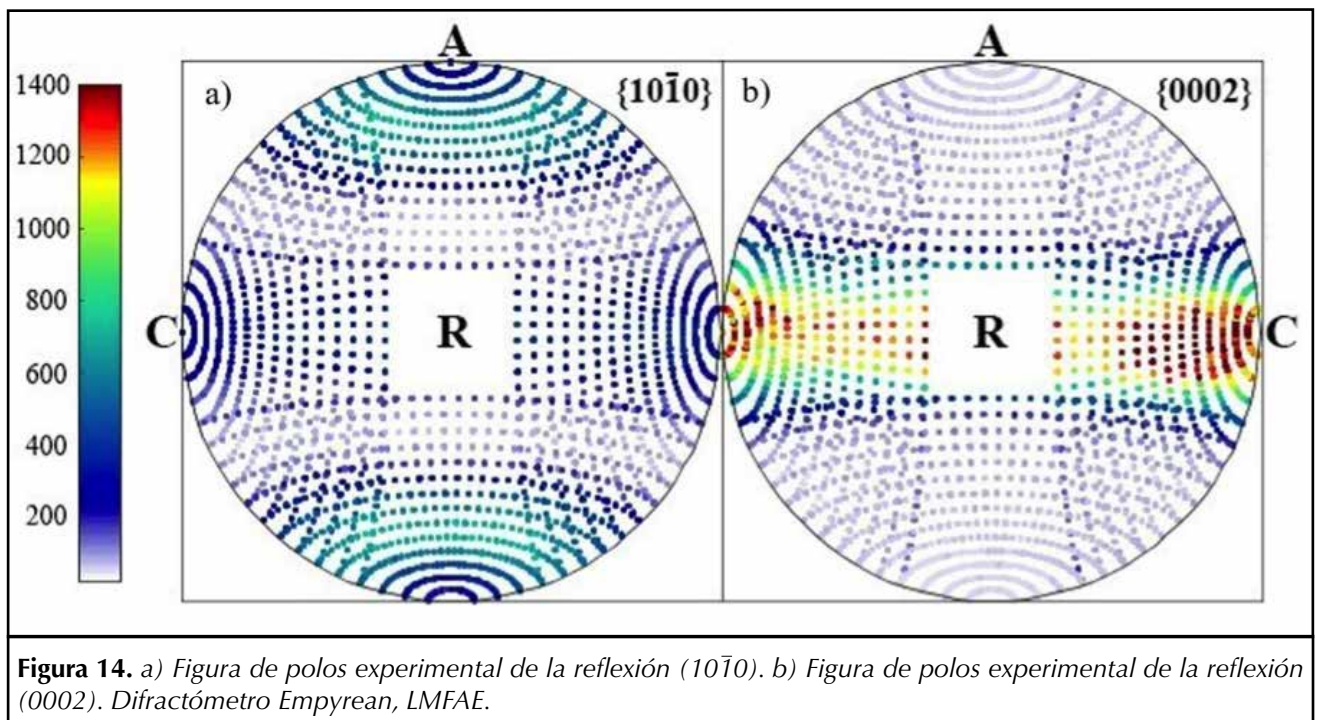 A
A
a)
{101̄0}
b)
{0002}
1400
1200
1000
800
600
400
200
C
R
R
C
Figura 14. a) Figura de polos experimental de la reflexión (101̄0). b) Figura de polos experimental de la reflexión
(0002). Difractómetro Empyrean, LMFAE.